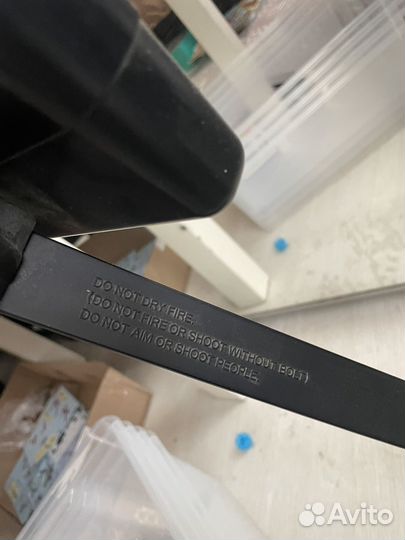 DO NOT DRY FIRE.
(DO NOT FIRE OR SHOOT WITHOUT BOLT)
DO NOT AIM OR SHOOT PEOPLE.
Avito